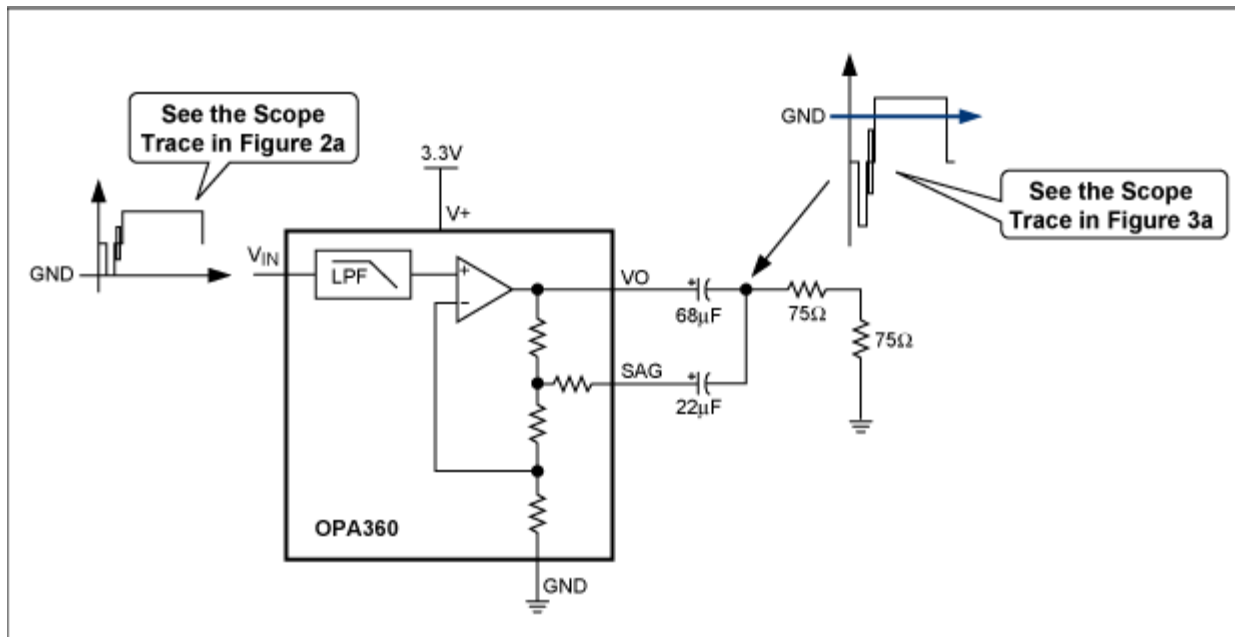 See the Scope
Trace in Figure 2a
GND
3.3V
V+
VIN
LPF
+
−
VO
+
68µF
SAG
+
22µF
75Ω
75Ω
OPA360
GND
GND
See the Scope
Trace in Figure 3a